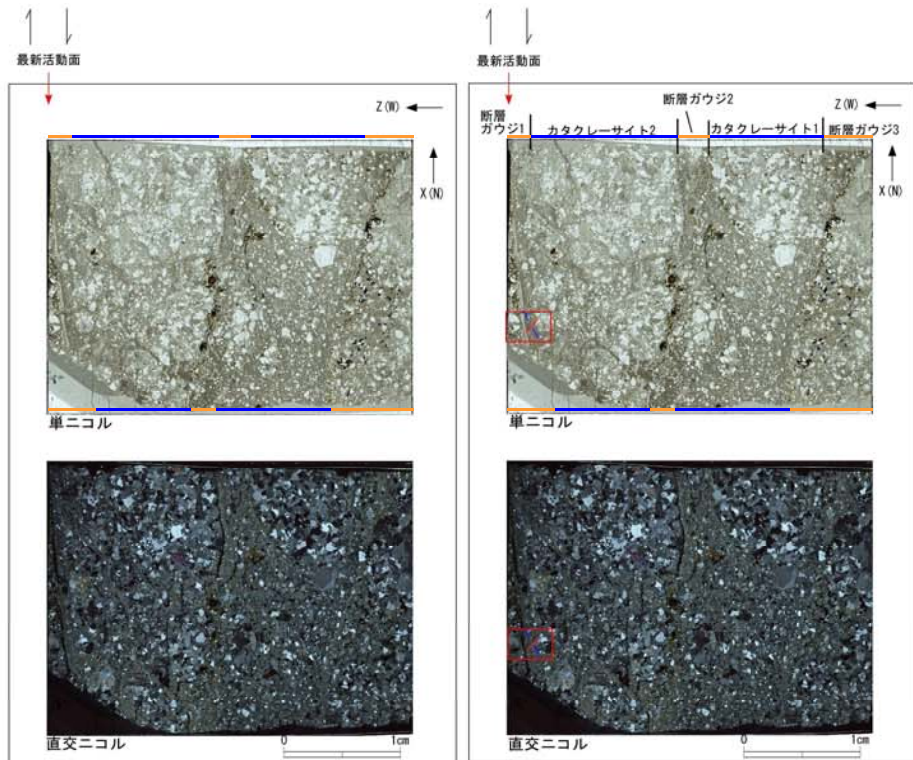 最新活動面
Z(W)
X(N)
単ニコル
直交ニコル
0 1cm
最新活動面
Z(W)
断層ガウジ2
断層
ガウジ1
カタクレーサイト2
カタクレーサイト1
断層ガウジ3
X(N)
単ニコル
直交ニコル
0 1cm